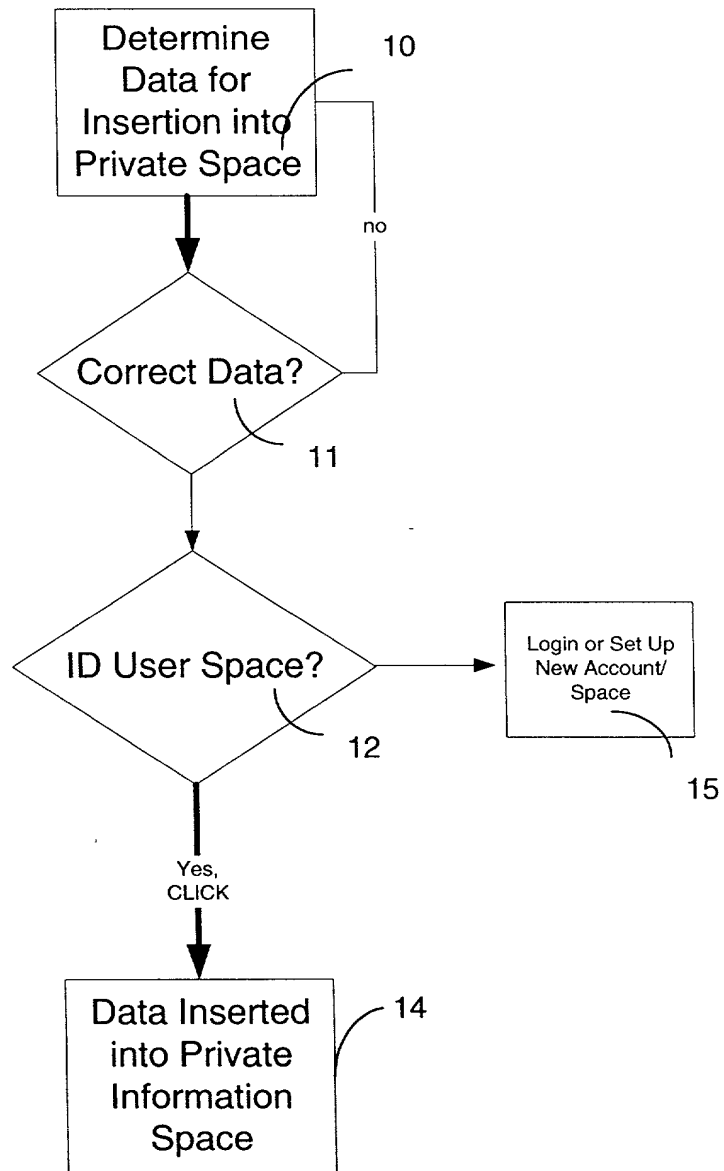 Determine
Data for
Insertion into
Private Space
10
no
Correct Data?
11
ID User Space?
12
Login or Set Up
New Account/
Space
15
Yes,
CLICK
Data Inserted
into Private
Information
Space
14